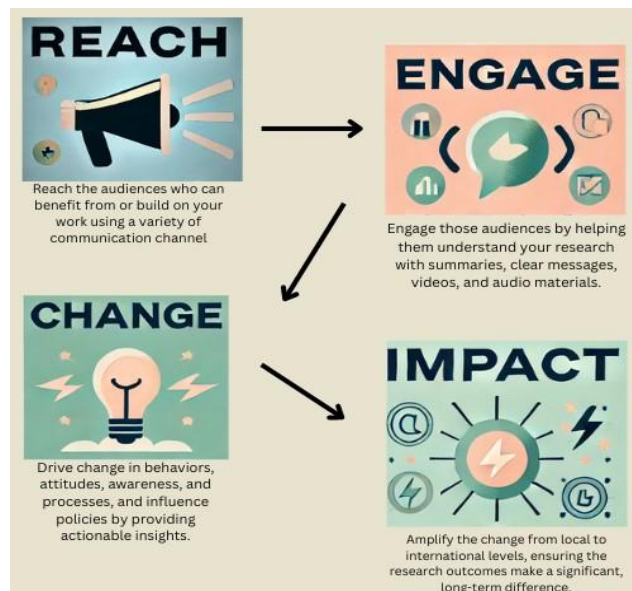 REACH
Reach the audiences who can
benefit from or build on your
work using a variety of
communication channel
ENGAGE
Engage those audiences by helping
them understand your research
with summaries, clear messages,
videos, and audio materials.
CHANGE
Drive change in behaviors,
attitudes, awareness, and
processes, and influence
policies by providing
actionable insights.
IMPACT
Amplify the change from local to
international levels, ensuring the
research outcomes make a significant,
long-term difference.